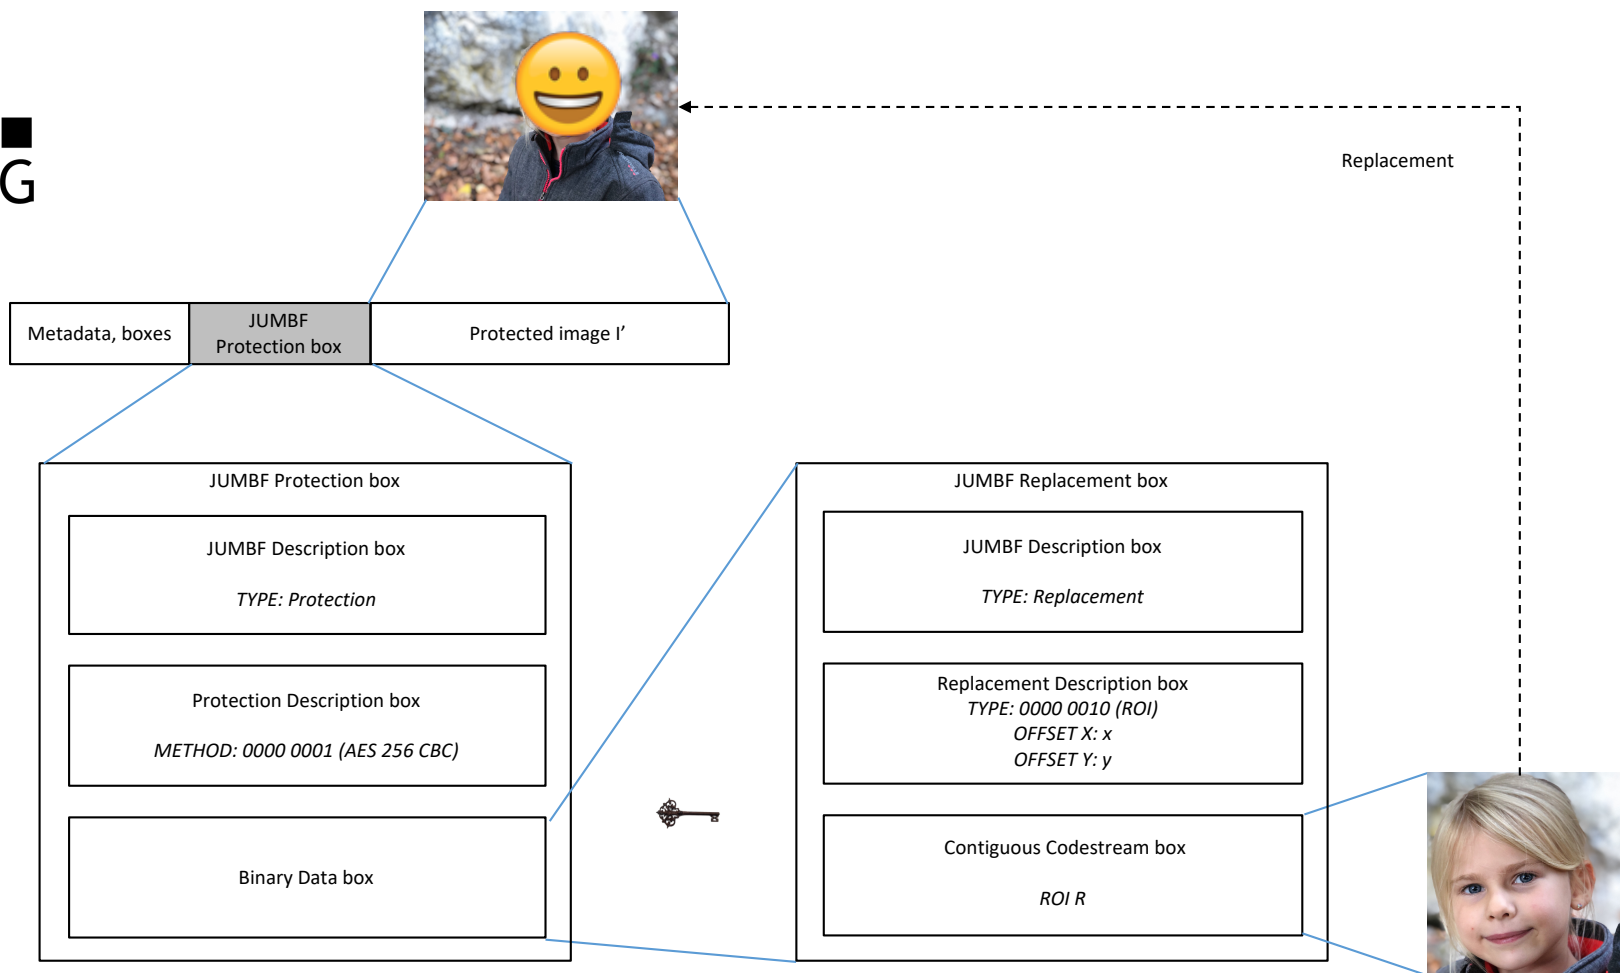 G
Replacement
Metadata, boxes
JUMBF
Protection box
Protected image I’
JUMBF Protection box
JUMBF Description box
TYPE: Protection
Protection Description box
METHOD: 0000 0001 (AES 256 CBC)
Binary Data box
JUMBF Replacement box
JUMBF Description box
TYPE: Replacement
Replacement Description box
TYPE: 0000 0010 (ROI)
OFFSET X: x
OFFSET Y: y
Contiguous Codestream box
ROI R